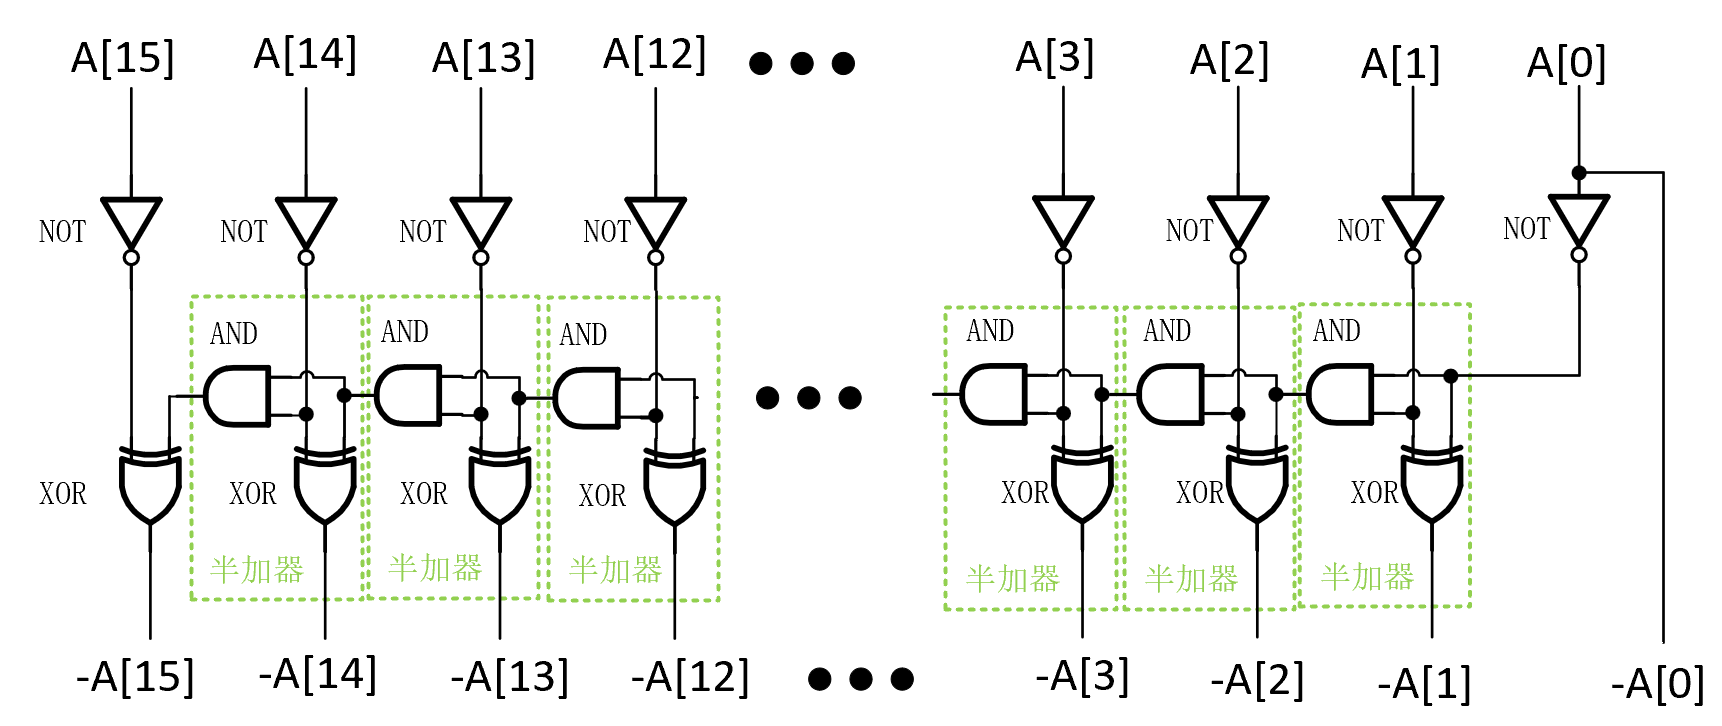 A[15] A[14] A[13] A[12] ••• A[3] A[2] A[1] A[0]
NOT NOT NOT NOT NOT NOT NOT
AND AND AND AND AND AND
••• 
XOR XOR XOR XOR XOR XOR XOR
半加器 半加器 半加器 半加器 半加器 半加器
-A[15] -A[14] -A[13] -A[12] ••• -A[3] -A[2] -A[1] -A[0]